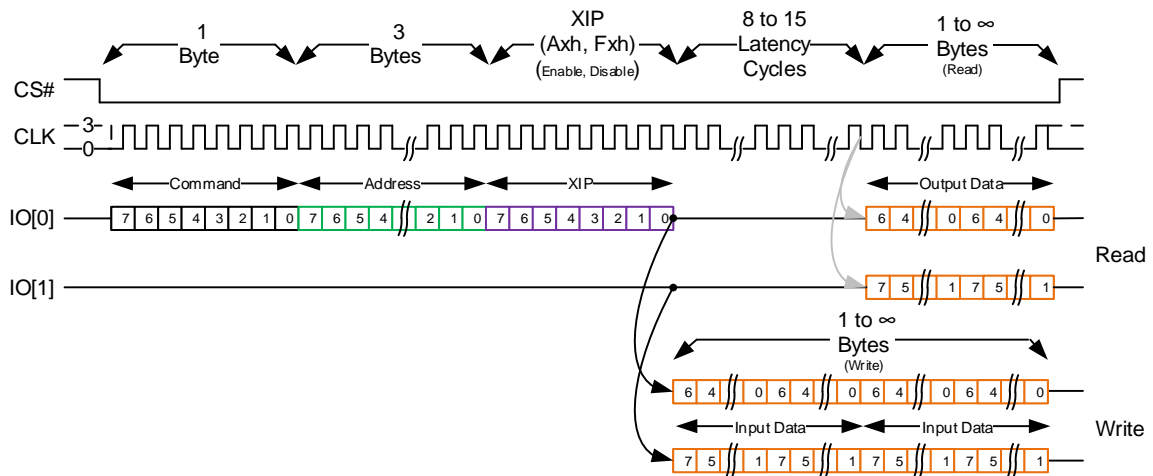 1 Byte
3 Bytes
XIP (Axh, Fxh) (Enable, Disable)
8 to 15 Latency Cycles
1 to ∞ Bytes (Read)
CS#
CLK 3 0
Command Address XIP Output Data
IO[0] 7 6 5 4 3 2 1 0 7 6 5 4 2 1 0 7 6 5 4 3 2 1 0 6 4 0 6 4 0
Read
IO[1] 7 5 1 7 5 1
1 to ∞ Bytes (Write)
6 4 0 6 4 0 6 4 0 6 4 0
Input Data Input Data
Write
7 5 1 7 5 1 7 5 1 7 5 1